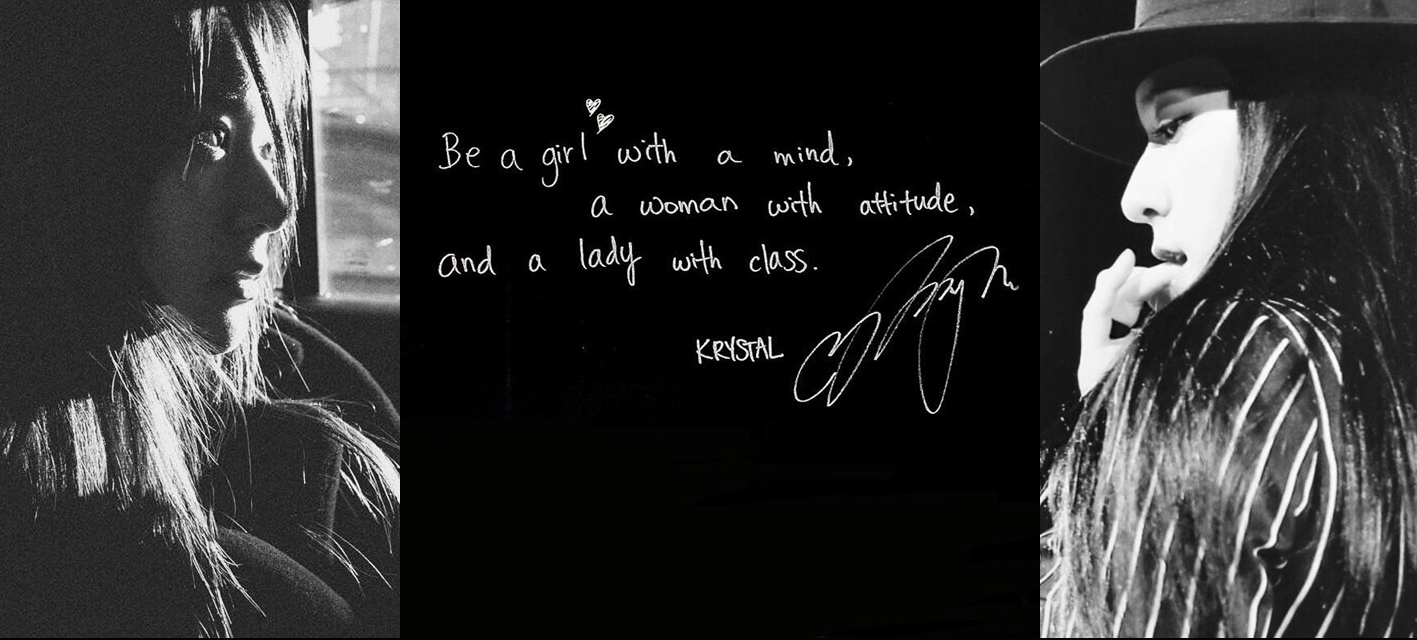 Be a girl with a mind,
a woman with attitude,
and a lady with class.
KRYSTAL